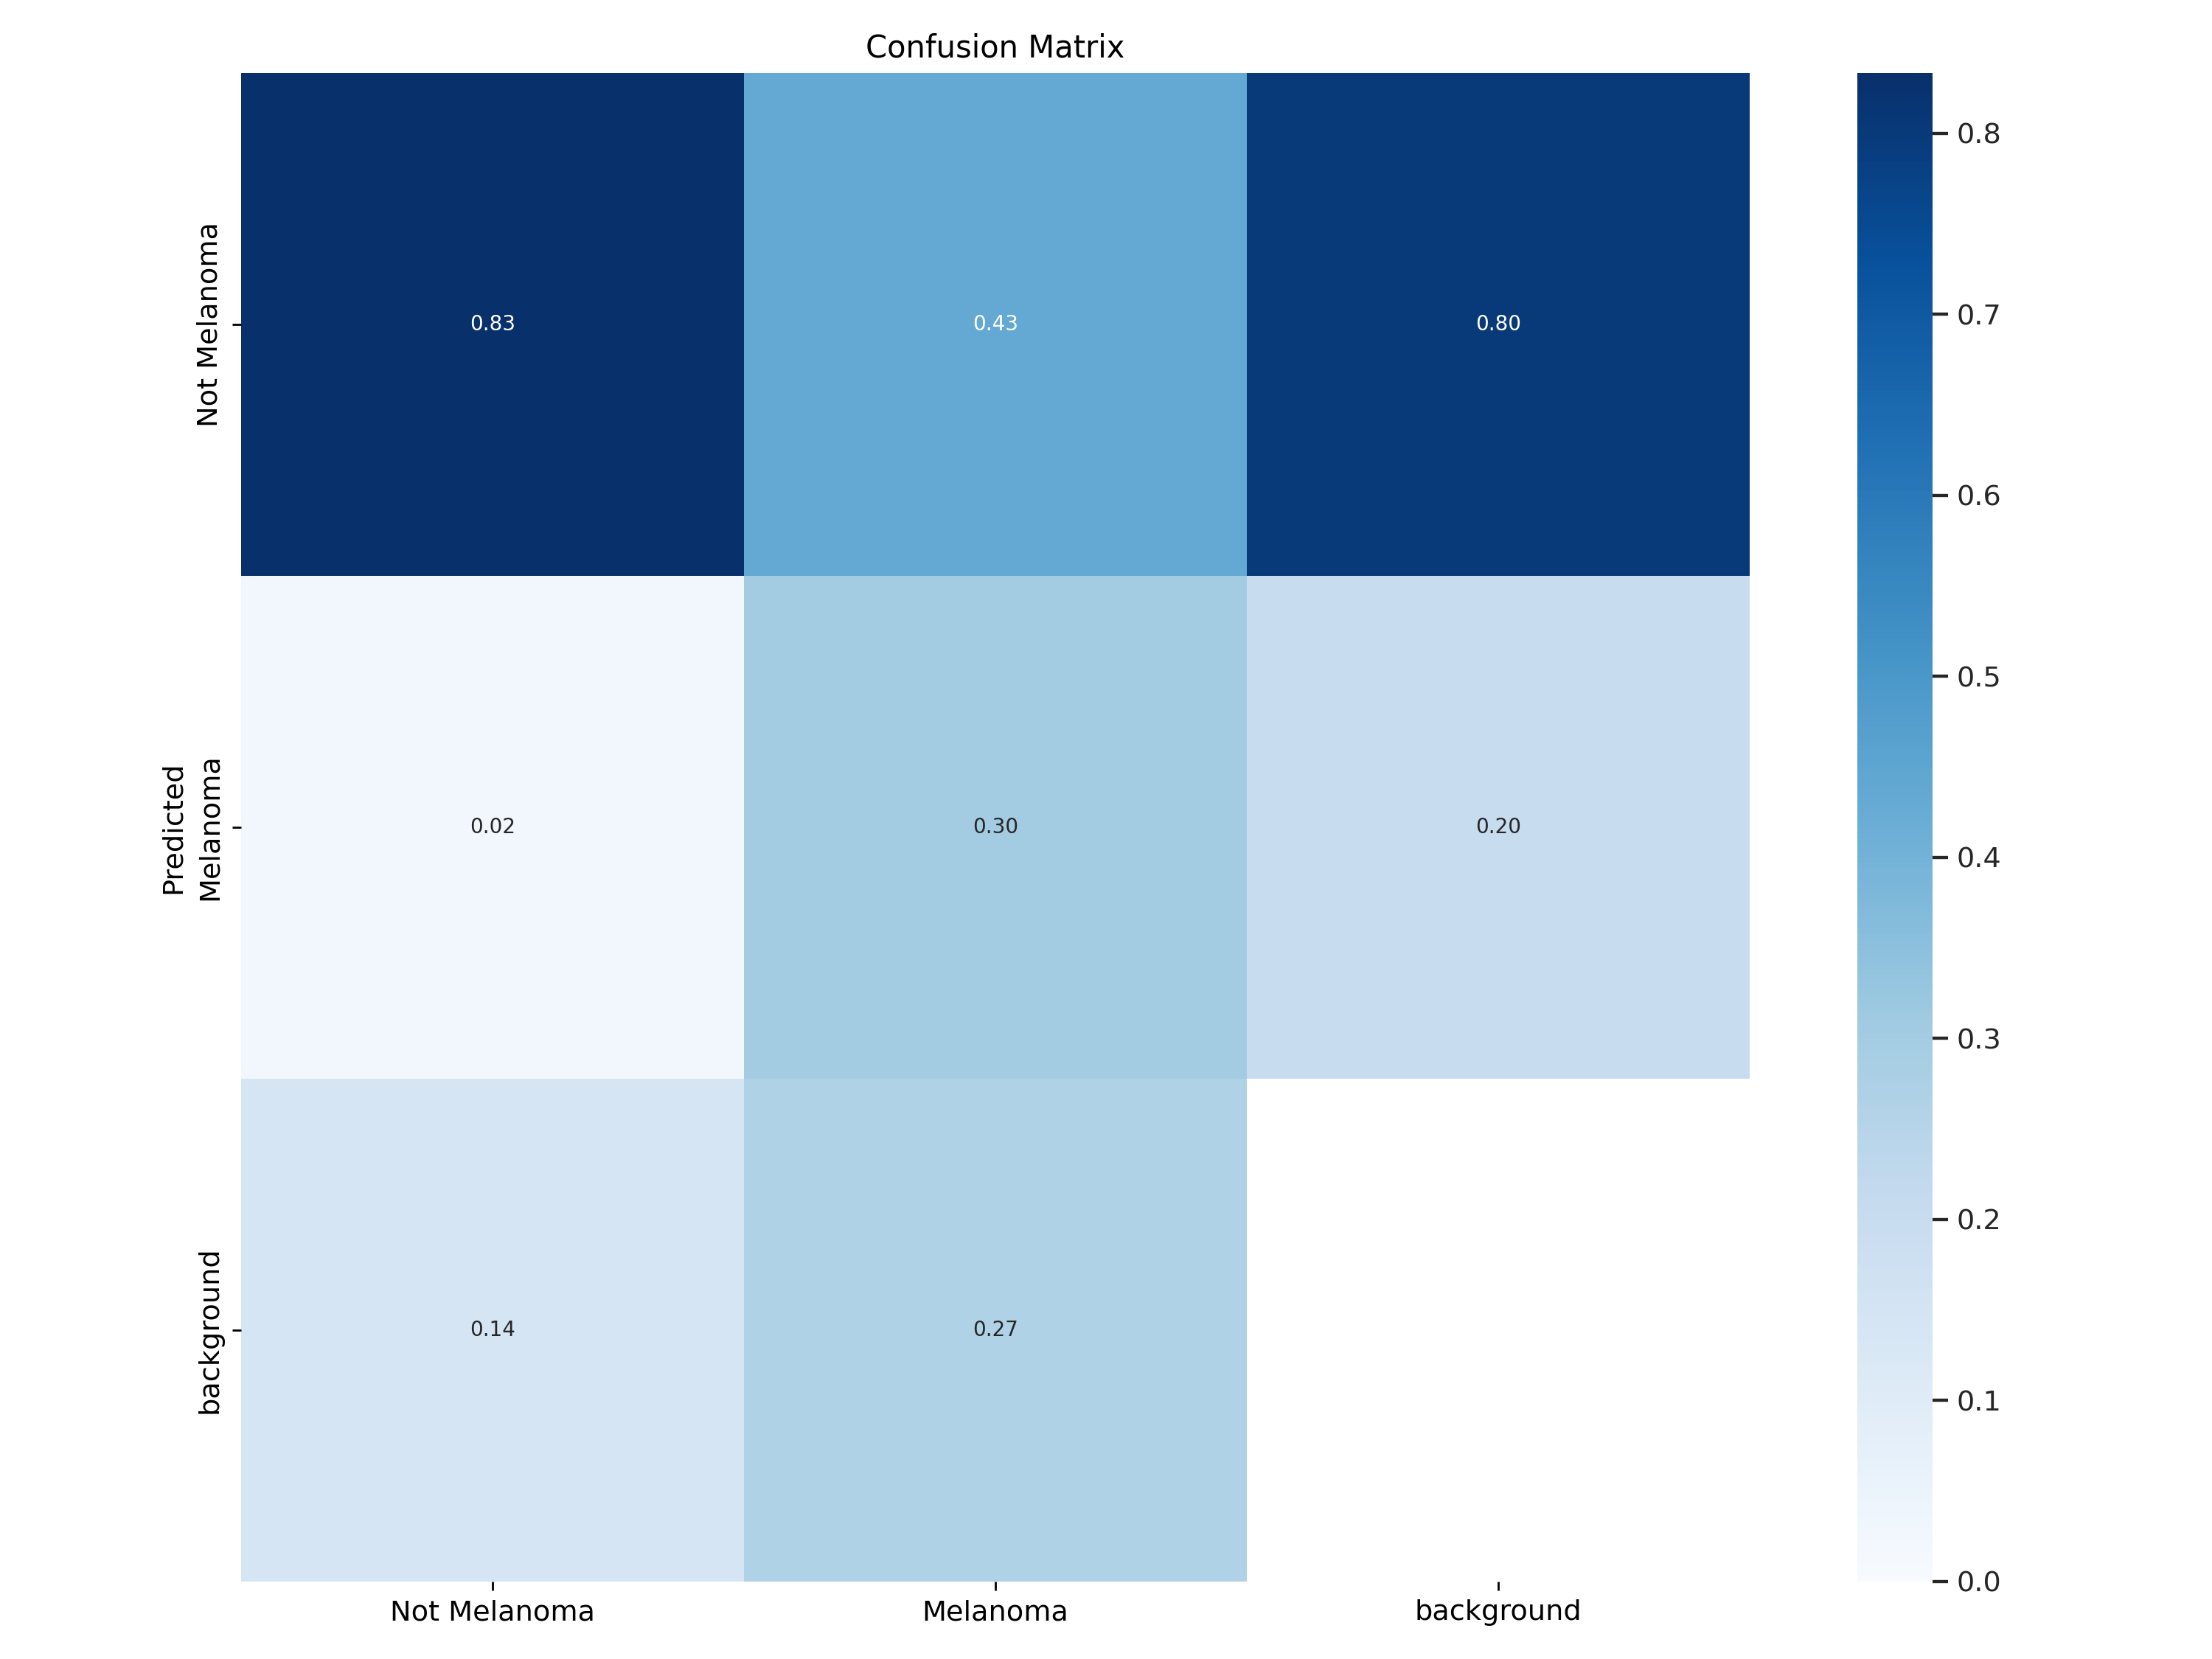 Confusion Matrix
Not Melanoma
0.83 0.43 0.80
0.8
0.7
0.6
0.5
Predicted
Melanoma
0.02 0.30 0.20
0.4
0.3
0.2
background
0.14 0.27
0.1
0.0
Not Melanoma Melanoma background